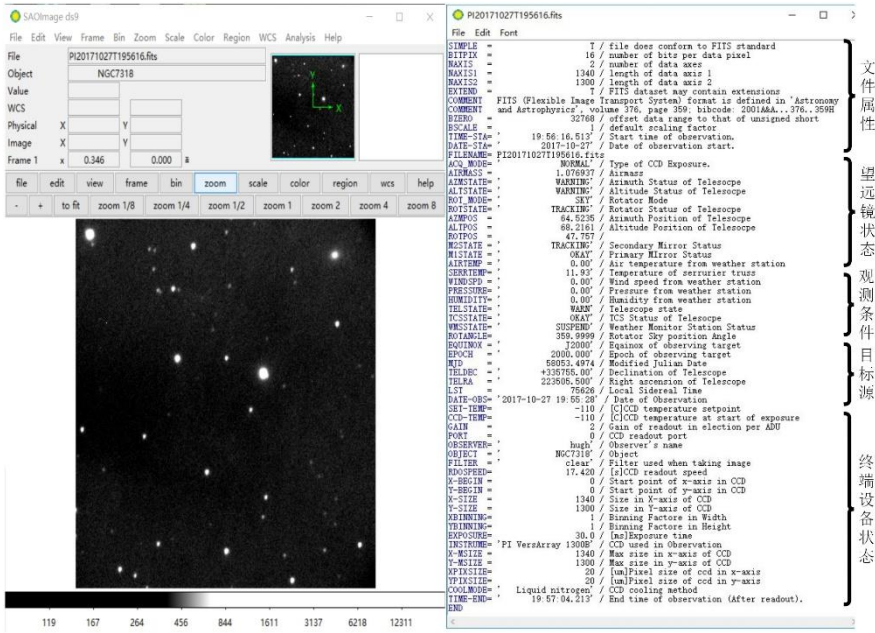 SAOImage ds9
File Edit View Frame Bin Zoom Scale Color Region WCS Analysis Help
File PI20171027T195616.fits
Object NGC7318
Value
WCS
Physical X Y
Image X Y
Frame 1 x 0.346 0.000 °
Y
X
file edit view frame bin zoom scale color region wcs help
- + to fit zoom 1/8 zoom 1/4 zoom 1/2 zoom 1 zoom 2 zoom 4 zoom 8
119 167 264 456 844 1611 3137 6218 12311
PI20171027T195616.fits
File Edit Font
SIMPLE = T / file does conform to FITS standard
BITPIX = 16 / number of bits per data pixel
NAXIS = 2 / number of data axes
NAXIS1 = 1340 / length of data axis 1
NAXIS2 = 1300 / length of data axis 2
EXTEND = T / FITS dataset may contain extensions
COMMENT FITS (Flexible Image Transport System) format is defined in 'Astronomy
COMMENT and Astrophysics', volume 376, page 359; bibcode: 2001A&A...376..359H
BZERO = 32768 / offset data range to that of unsigned short
BSCALE = 1 / default scaling factor
TIME-STA= ' 19:56:16.513' / Start time of observation.
DATE-STA= ' 2017-10-27' / Date of observation start.
FILENAME= PI20171027T195616.fits
ACQ_MODE= ' NORMAL' / Type of CCD Exposure.
AIRMASS = 1.076937 / Airmass
AZMSTATE= ' WARNING' / Azimuth Status of Telesocpe
ALTSTATE= ' WARNING' / Altitude Status of Telesocpe
ROT_MODE= ' SKY' / Rotator Mode
ROTSTATE= ' TRACKING' / Rotator Status of Telesocpe
AZMPOS = 64.5235 / Azimuth Position of Telesocpe
ALTPOS = 68.2161 / Altitude Position of Telesocpe
ROTPOS = 47.757 /
M2STATE = ' TRACKING' / Secondary Mirror Status
M1STATE = ' OKAY' / Primary MIrror Status
AIRTEMP = ' 0.00' / Air temperature from weather station
SERRTEMP= ' 11.93' / Temperature of serrurier truss
WINDSPD = ' 0.00' / Wind speed from weather station
PRESSURE= ' 0.00' / Pressure from weather station
HUMIDITY= ' 0.00' / Humidity from weather station
TELSTATE= ' WARN' / Telescope state
TCSSTATE= ' OKAY' / TCS Status of Telesocpe
WMSSTATE= ' SUSPEND' / Weather Monitor Station Status
ROTANGLE= 359.9999 / Rotator Sky position Angle
EQUINOX = ' J2000' / Eqainox of observing target
EPOCH = ' 2000.000' / Epoch of observing target
MJD = 58053.4974 / Modified Julian Date
TELDEC = ' +335755.00' / Declination of Telescope
TELRA = ' 223505.500' / Right ascension of Telescope
LST = 75626 / Local Sidereal Time
DATE-OBS= '2017-10-27 19:55:28' / Date of Observation
SET-TEMP= -110 / [C]CCD temperature setpoint
CCD-TEMP= -110 / [C]CCD temperature at start of exposure
GAIN = 2 / Gain of readout in election per ADU
PORT = 0 / CCD readout port
OBSERVER= ' hugh' / Observer's name
OBJECT = ' NGC7318' / Object
FILTER = ' clear' / Filter used when taking image
RDOSPEED= 17.420 / [s]CCD readout speed
X-BEGIN = 0 / Start point of x-axis in CCD
Y-BEGIN = 0 / Start point of y-axis in CCD
X-SIZE = 1340 / Size in X-axis of CCD
Y-SIZE = 1300 / Size in Y-axis of CCD
XBINNING= 1 / Binning Factore in Width
YBINNING= 1 / Binning Factore in Height
EXPOSURE= 30.0 / [ms]Exposure time
INSTRUME= 'PI VersArray 1300B' / CCD used in Observation
X-MSIZE = 1340 / Max size in x-axis of CCD
Y-MSIZE = 1300 / Max size in y-axis of CCD
XPIXSIZE= 20 / [um]Pixel size of ccd in x-axis
YPIXSIZE= 20 / [um]Pixel size of ccd in y-axis
COOLMODE= ' Liquid nitrogen' / CCD cooling method
TIME-END= ' 19:57:04.213' / End time of observation (After readout).
END
文件属性
望远镜状态
观测条件
目标源
终端设备状态